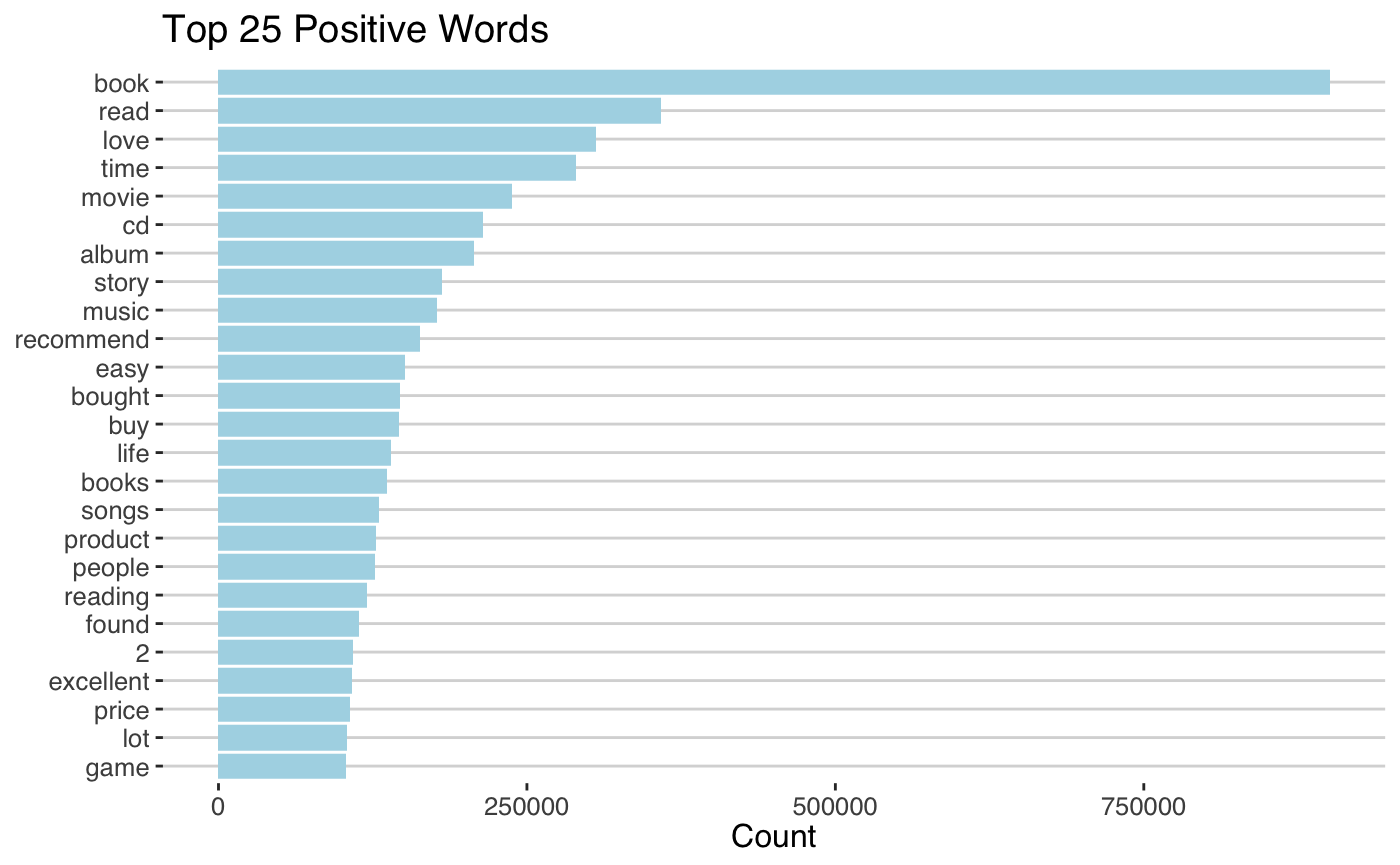 Top 25 Positive Words
book
read
love
time
movie
cd
album
story
music
recommend
easy
bought
buy
life
books
songs
product
people
reading
found
2
excellent
price
lot
game
0 250000 500000 750000
Count